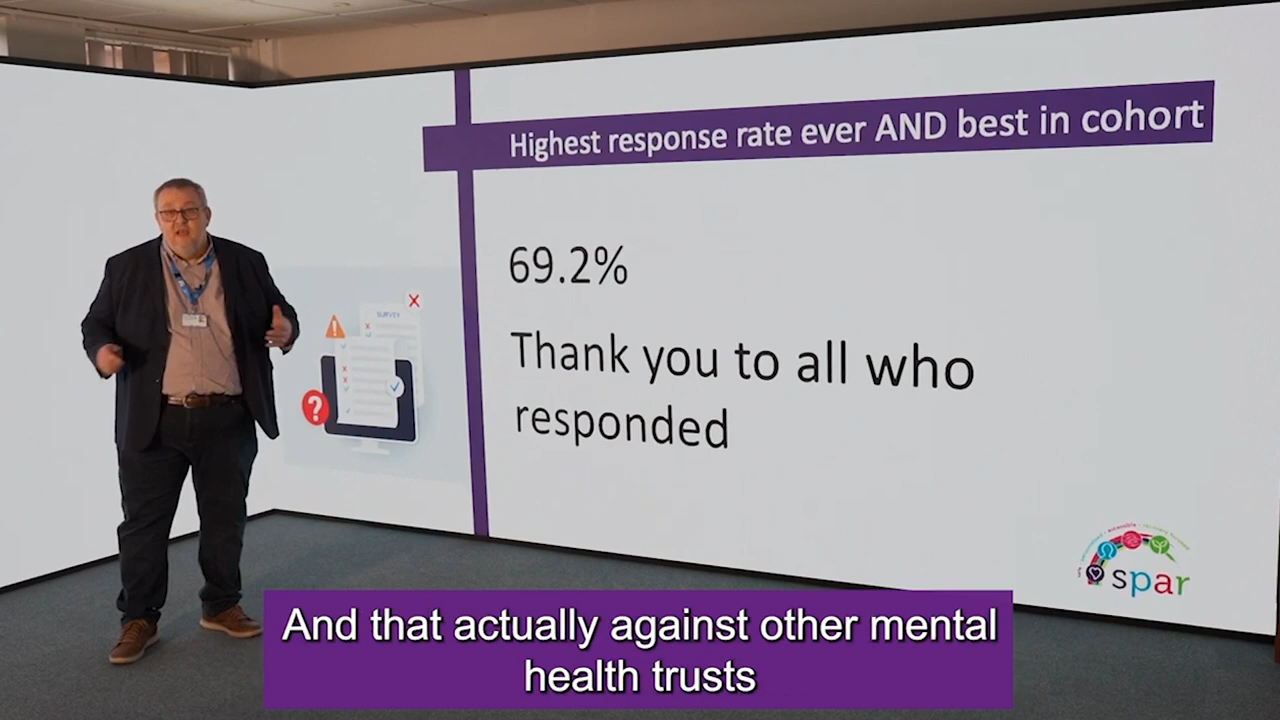 Highest response rate ever AND best in cohort
69.2%
Thank you to all who
responded
SURVEY
spar
And that actually against other mental
health trusts